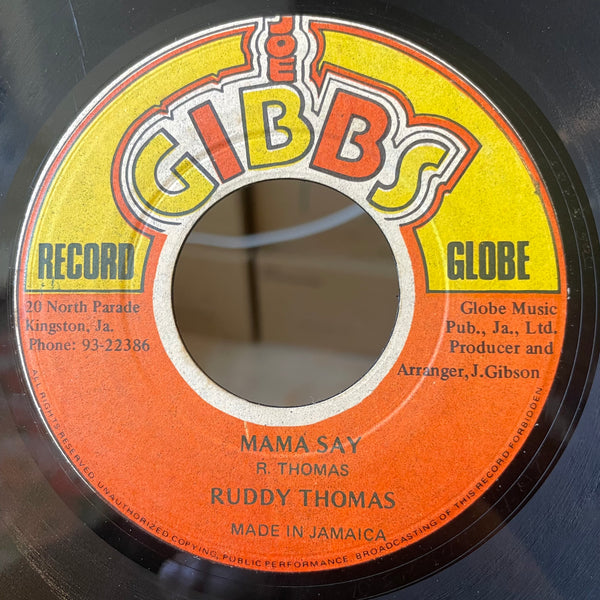 JOE
GIBBS
RECORD GLOBE
20 North Parade
Kingston, Ja.
Phone: 93-22386
Globe Music
Pub., Ja., Ltd.
Producer and
Arranger, J.Gibson
MAMA SAY
R. THOMAS
RUDDY THOMAS
MADE IN JAMAICA
ALL RIGHTS RESERVED. UNAUTHORIZED COPYING, PUBLIC PERFORMANCE, BROADCASTING OF THIS RECORD FORBIDDEN